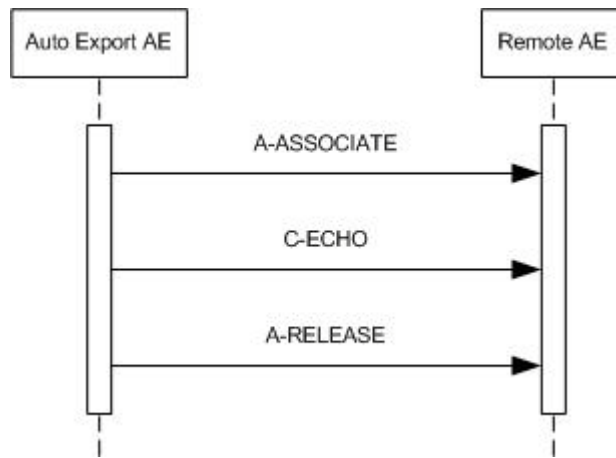 Auto Export AE
Remote AE
A-ASSOCIATE
C-ECHO
A-RELEASE